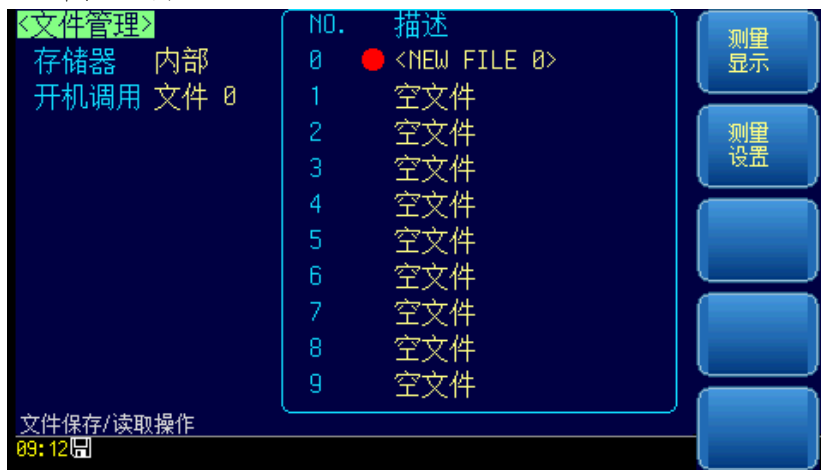 <文件管理>
存储器 内部
开机调用 文件 0
NO. 描述
0 <NEW FILE 0>
1 空文件
2 空文件
3 空文件
4 空文件
5 空文件
6 空文件
7 空文件
8 空文件
9 空文件
测量
显示
测量
设置
文件保存/读取操作
09:12